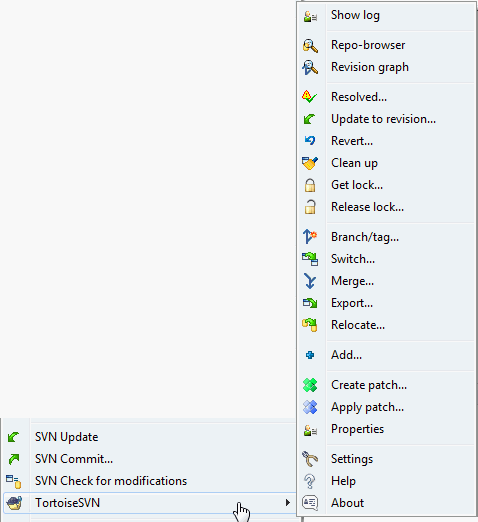 Show log
Repo-browser
Revision graph
Resolved...
Update to revision...
Revert...
Clean up
Get lock...
Release lock...
Branch/tag...
Switch...
Merge...
Export...
Relocate...
Add...
Create patch...
Apply patch...
Properties
Settings
Help
About
SVN Update
SVN Commit...
SVN Check for modifications
TortoiseSVN